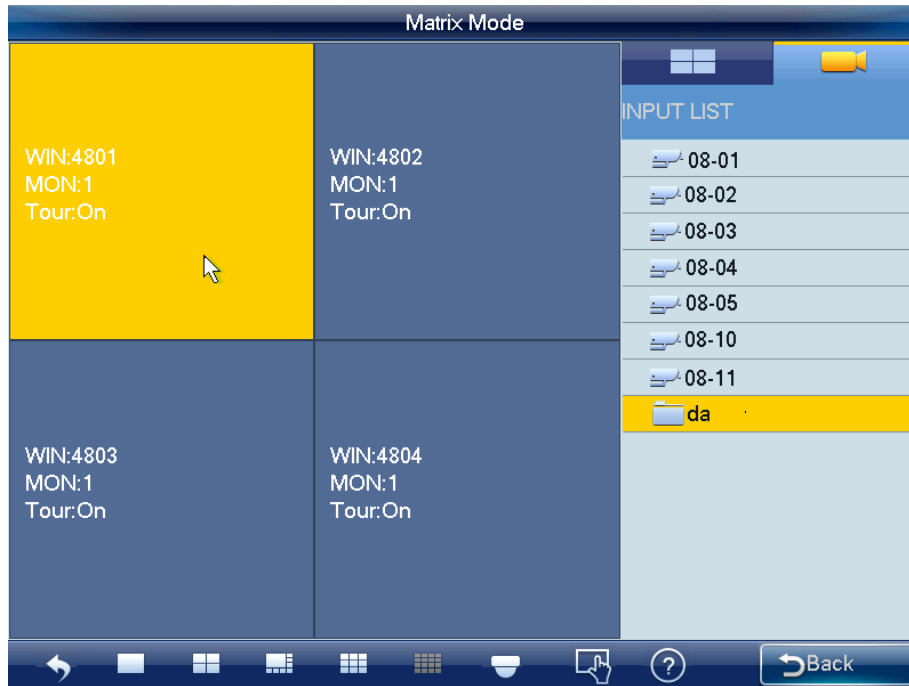 Matrix Mode
WIN:4801
MON:1
Tour:On
WIN:4802
MON:1
Tour:On
WIN:4803
MON:1
Tour:On
WIN:4804
MON:1
Tour:On
INPUT LIST
08-01
08-02
08-03
08-04
08-05
08-10
08-11
da
?
Back